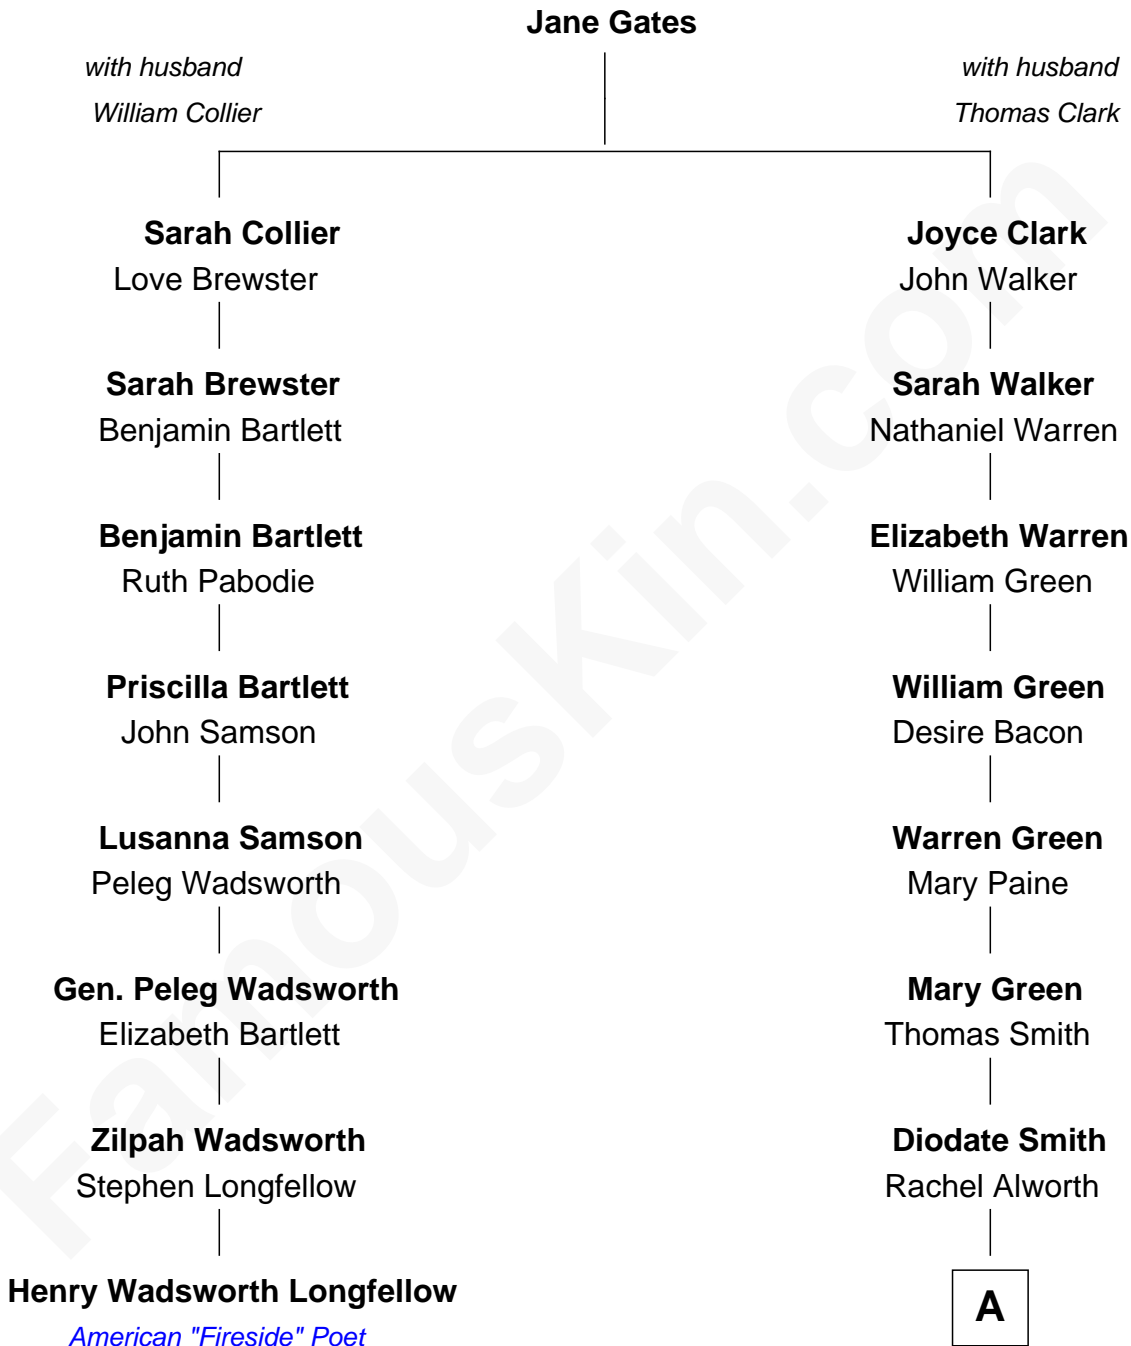 Jane Gates
with husband
William Collier
with husband
Thomas Clark
Sarah Collier
Love Brewster
Joyce Clark
John Walker
Sarah Brewster
Benjamin Bartlett
Sarah Walker
Nathaniel Warren
Benjamin Bartlett
Ruth Pabodie
Elizabeth Warren
William Green
Priscilla Bartlett
John Samson
William Green
Desire Bacon
Lusanna Samson
Peleg Wadsworth
Warren Green
Mary Paine
Gen. Peleg Wadsworth
Elizabeth Bartlett
Mary Green
Thomas Smith
Zilpah Wadsworth
Stephen Longfellow
Diodate Smith
Rachel Alworth
Henry Wadsworth Longfellow
American "Fireside" Poet
A
FamousKin.com